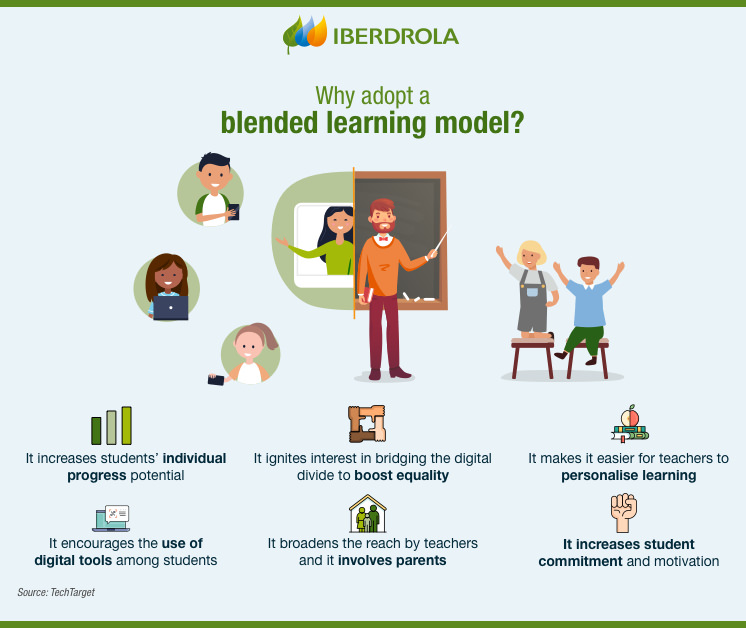 IBERDROLA
Why adopt a
blended learning model?
It increases students' individual
progress potential
It ignites interest in bridging the digital
divide to boost equality
It makes it easier for teachers to
personalise learning
It encourages the use of
digital tools among students
It broadens the reach by teachers
and it involves parents
It increases student
commitment and motivation
Source: TechTarget